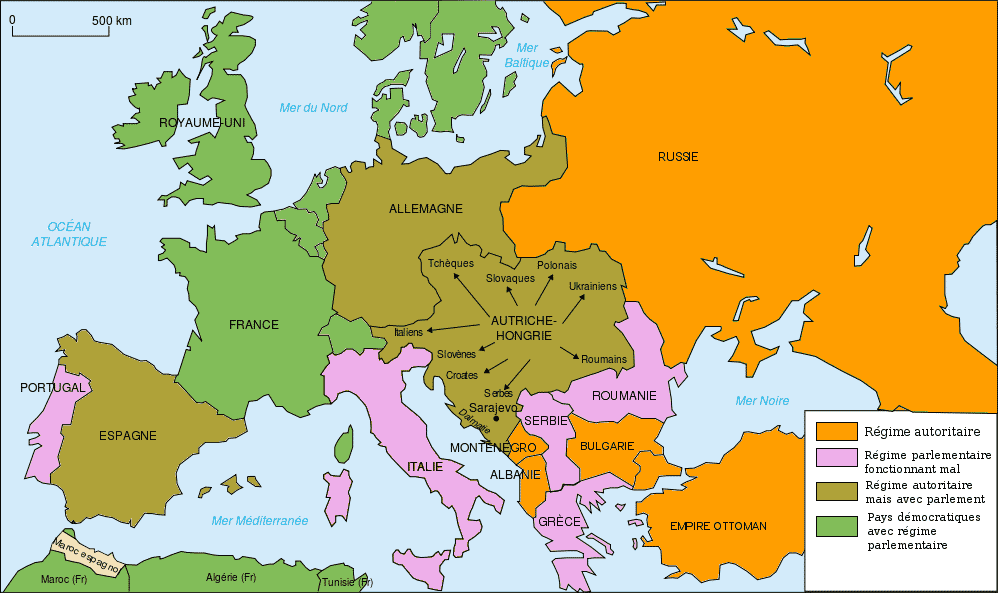 0
500 km
Mer
Baltique
Mer du Nord
ROYAUME-UNI
RUSSIE
OCÉAN
ATLANTIQUE
ALLEMAGNE
Tchèques
Slovaques
Polonais
Ukrainiens
FRANCE
AUTRICHE-
HONGRIE
Italiens
Slovènes
Roumains
Croates
PORTUGAL
Serbes
Sarajevo
Dalmatie
ROUMANIE
Mer Noire
SERBIE
ESPAGNE
MONTÉNÉGRO
BULGARIE
ITALIE
ALBANIE
Mer Méditerranée
GRÈCE
EMPIRE OTTOMAN
Maroc espagnol
Maroc (Fr)
Algérie (Fr)
Tunisie (Fr)
Régime autoritaire
Régime parlementaire
fonctionnant mal
Régime autoritaire
mais avec parlement
Pays démocratiques
avec régime
parlementaire